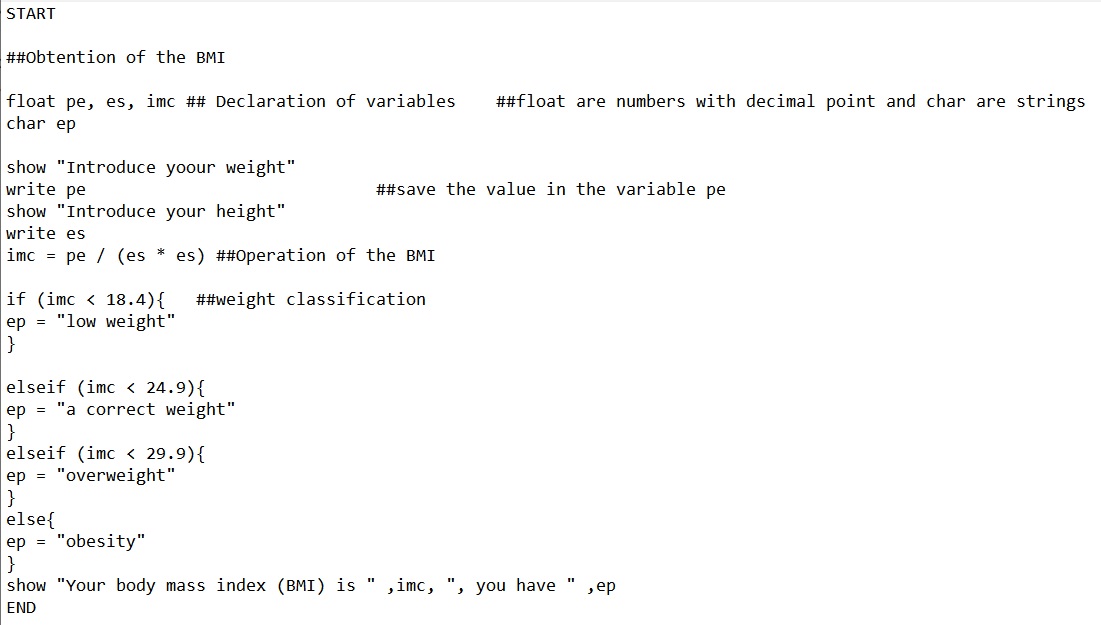 START
##Obtention of the BMI
float pe, es, imc ## Declaration of variables    ##float are numbers with decimal point and char are strings
char ep
show "Introduce yoour weight"
write pe                             ##save the value in the variable pe
show "Introduce your height"
write es
imc = pe / (es * es) ##Operation of the BMI
if (imc < 18.4){   ##weight classification
ep = "low weight"
}
elseif (imc < 24.9){
ep = "a correct weight"
}
elseif (imc < 29.9){
ep = "overweight"
}
else{
ep = "obesity"
}
show "Your body mass index (BMI) is " ,imc, ", you have " ,ep
END